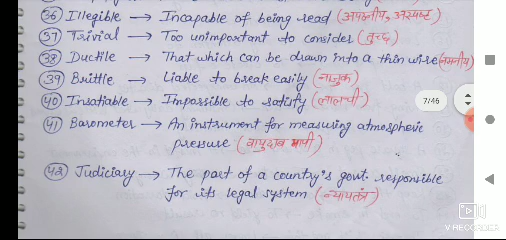 36 Illegible → Incapable of being read (अपठनीय, अस्पष्ट)
37 Trivial → Too unimportant to consider (तुच्छ)
38 Ductile → That which can be drawn into a thin wire (नमनीय)
39 Brittle → Liable to break easily (नाजुक)
40 Insatiable → Impossible to satisfy (लालची)
7/46
41 Barometer → An instrument for measuring atmospheric
pressure (वायुदाब मापी)
42 Judiciary → The part of a country's govt. responsible
for its legal system (न्यायतंत्र)
V RECORDER